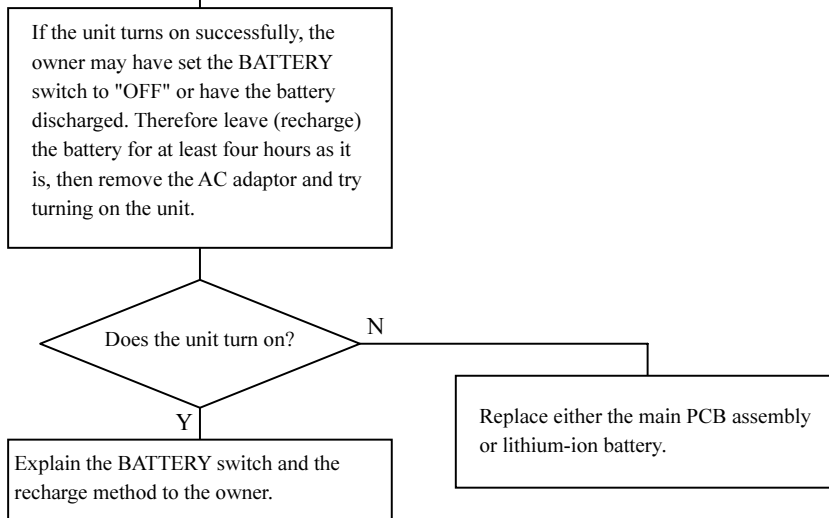 If the unit turns on successfully, the
owner may have set the BATTERY
switch to "OFF" or have the battery
discharged. Therefore leave (recharge)
the battery for at least four hours as it
is, then remove the AC adaptor and try
turning on the unit.
Does the unit turn on?
N
Y
Replace either the main PCB assembly
or lithium-ion battery.
Explain the BATTERY switch and the
recharge method to the owner.